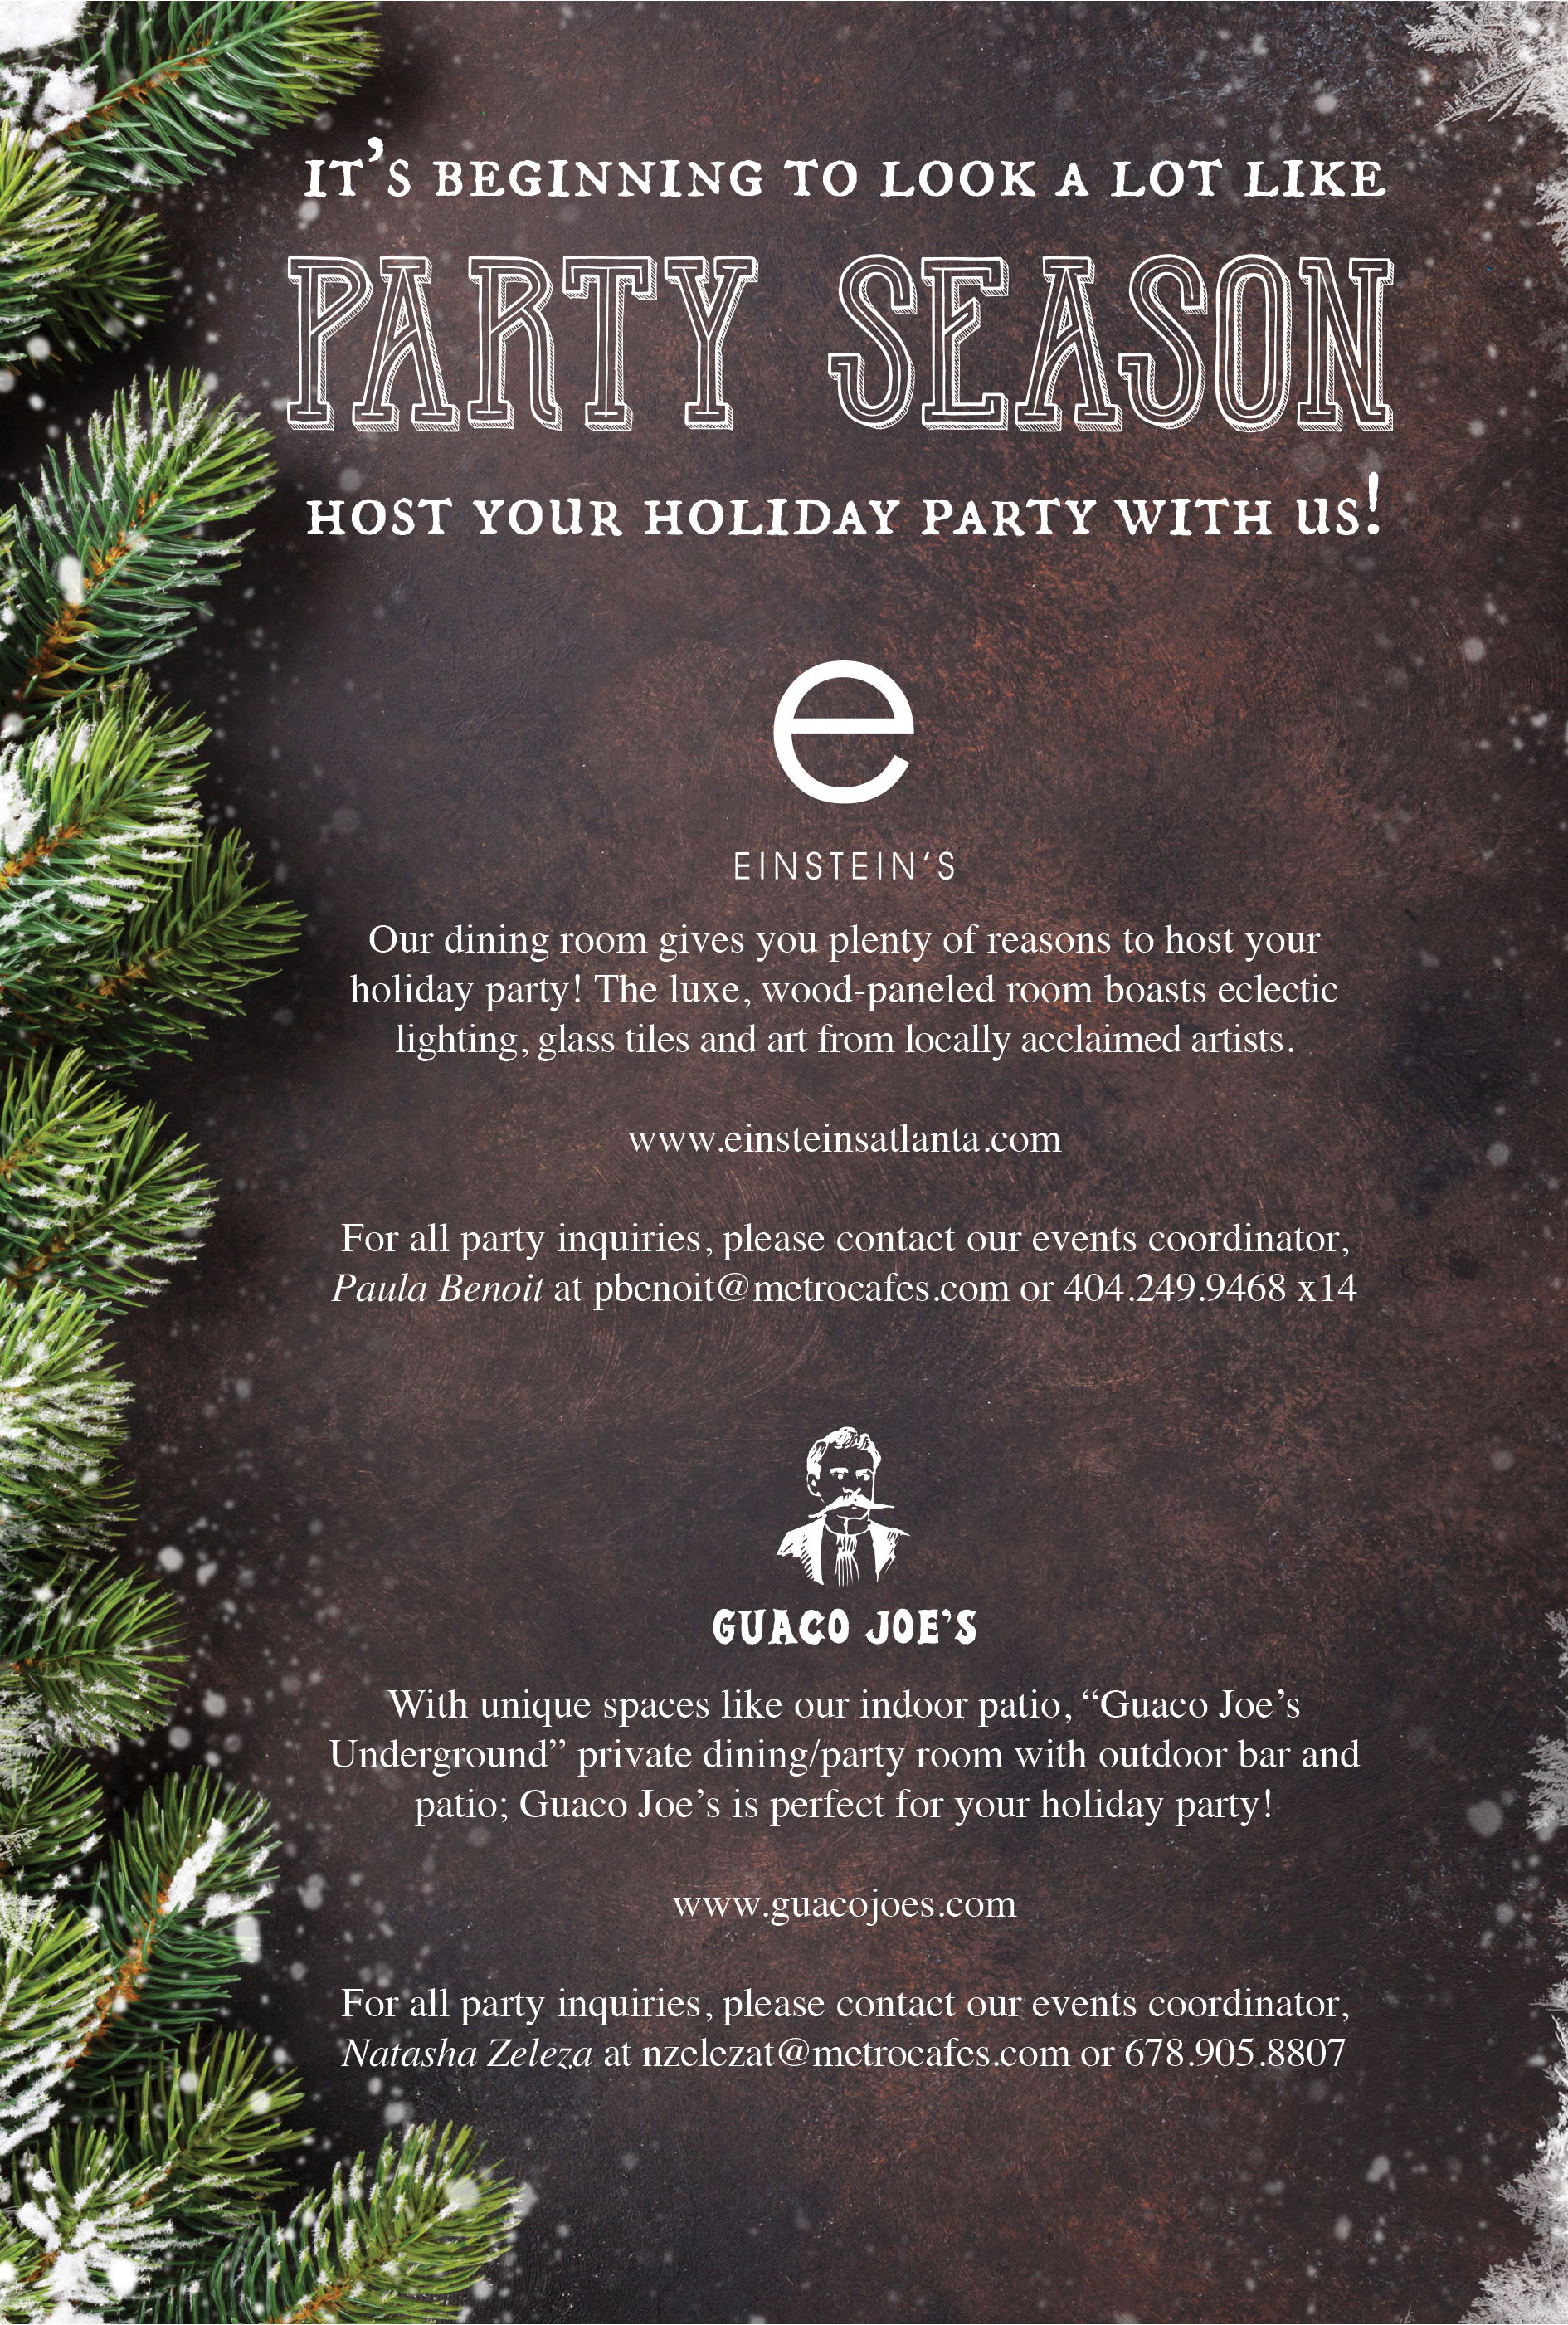 IT'S BEGINNING TO LOOK A LOT LIKE
PARTY SEASON
HOST YOUR HOLIDAY PARTY WITH US!
e
EINSTEIN'S
Our dining room gives you plenty of reasons to host your
holiday party! The luxe, wood-paneled room boasts eclectic
lighting, glass tiles and art from locally acclaimed artists.
www.einsteinsatlanta.com
For all party inquiries, please contact our events coordinator,
Paula Benoit at pbenoit@metrocafes.com or 404.249.9468 x14
GUACO JOE'S
With unique spaces like our indoor patio, “Guaco Joe’s
Underground” private dining/party room with outdoor bar and
patio; Guaco Joe’s is perfect for your holiday party!
www.guacojoes.com
For all party inquiries, please contact our events coordinator,
Natasha Zeleza at nzelezat@metrocafes.com or 678.905.8807